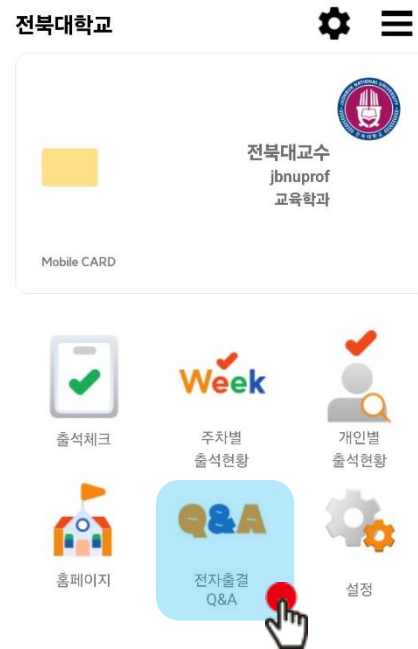 전북대학교
전북대교수
jbnuprof
교육학과
Mobile CARD
Week
출석체크
주차별
출석현황
개인별
출석현황
Q&A
홈페이지
전자출결
Q&A
설정